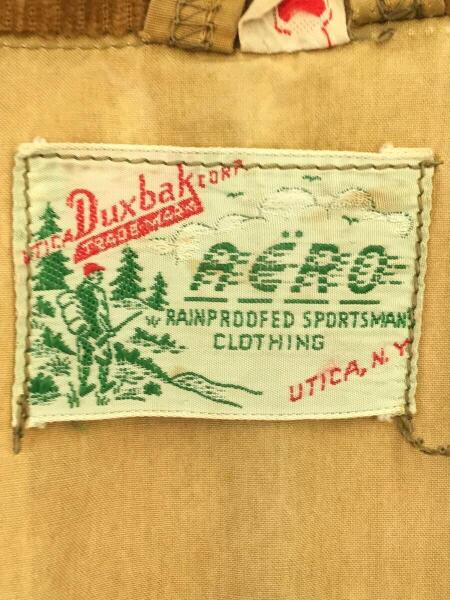 UTICA Duxbak CORP.
TRADE MARK
AËRO
RAINPROOFED SPORTSMAN
CLOTHING
UTICA, N.Y.